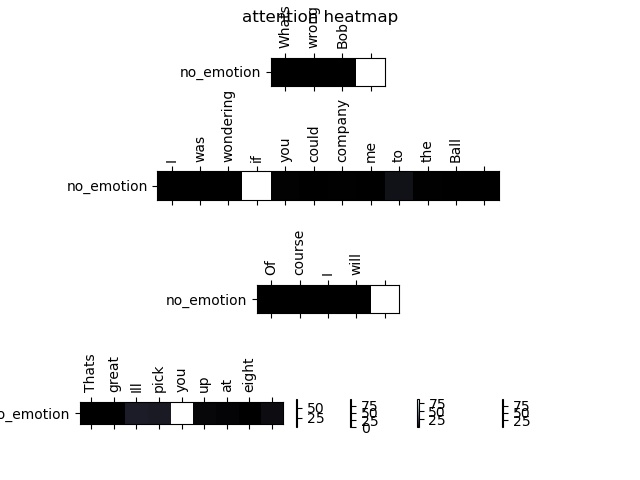 attention heatmap
Whats wrong Bob
no_emotion
I was wondering if you could company me to the Ball
no_emotion
Of course I will
no_emotion
Thats great Ill pick you up at eight
o_emotion
50 75 75 75
25 50 50 50
25 25 25
0